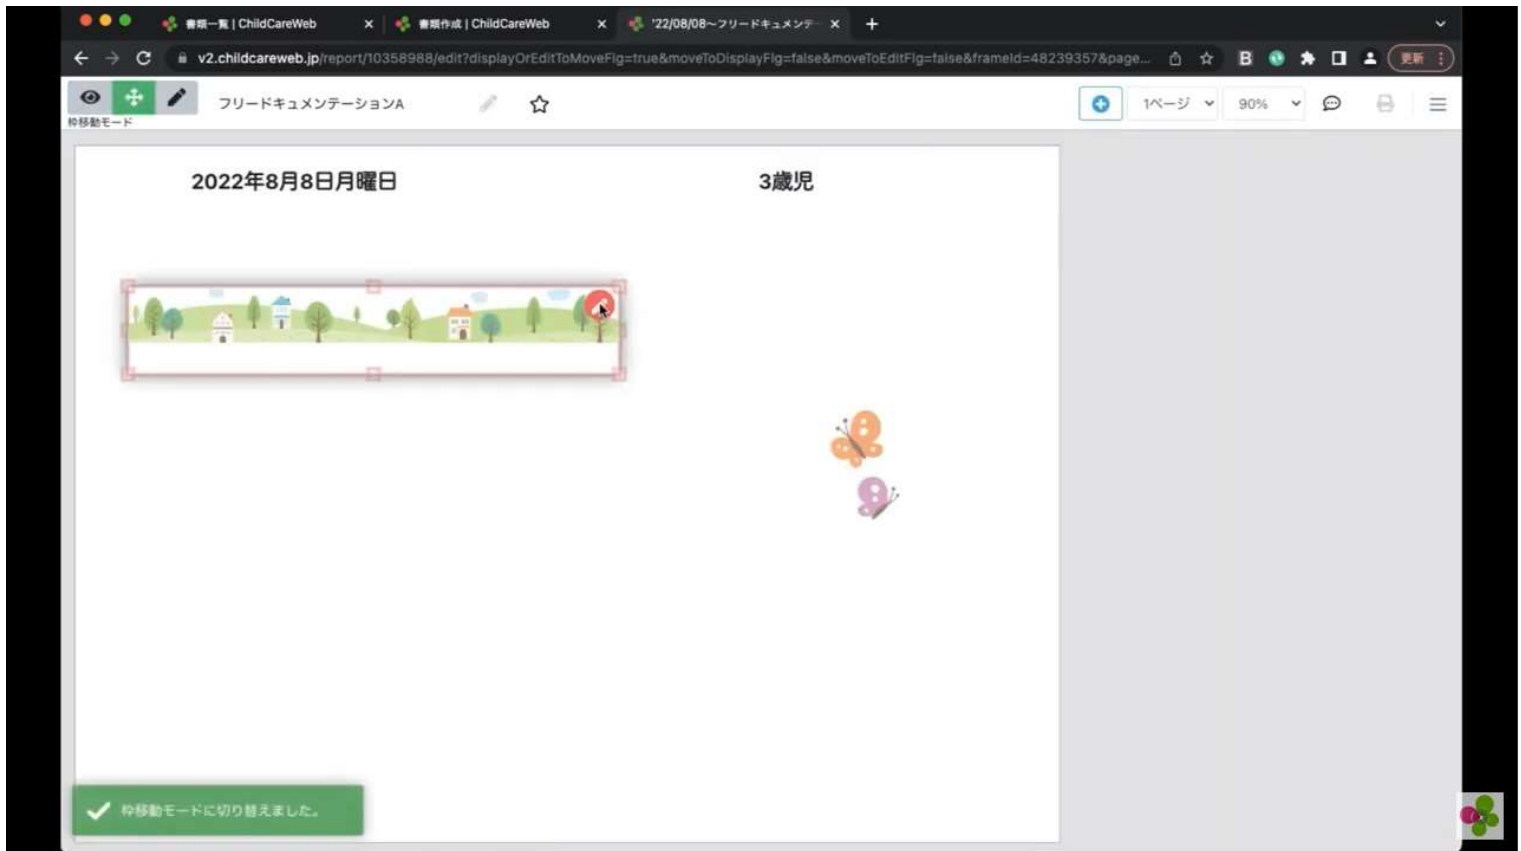 書類一覧 | ChildCareWeb
書類作成 | ChildCareWeb
'22/08/08～フリードキュメンテ
v2.childcareweb.jp/report/10358988/edit?displayOrEditToMoveFlg=true&moveToDisplayFlg=false&moveToEditFlg=false&frameId=48239357&page...
更新
フリードキュメンテーションA
1ページ
90%
枠移動モード
2022年8月8日月曜日
3歳児
枠移動モードに切り替えました。